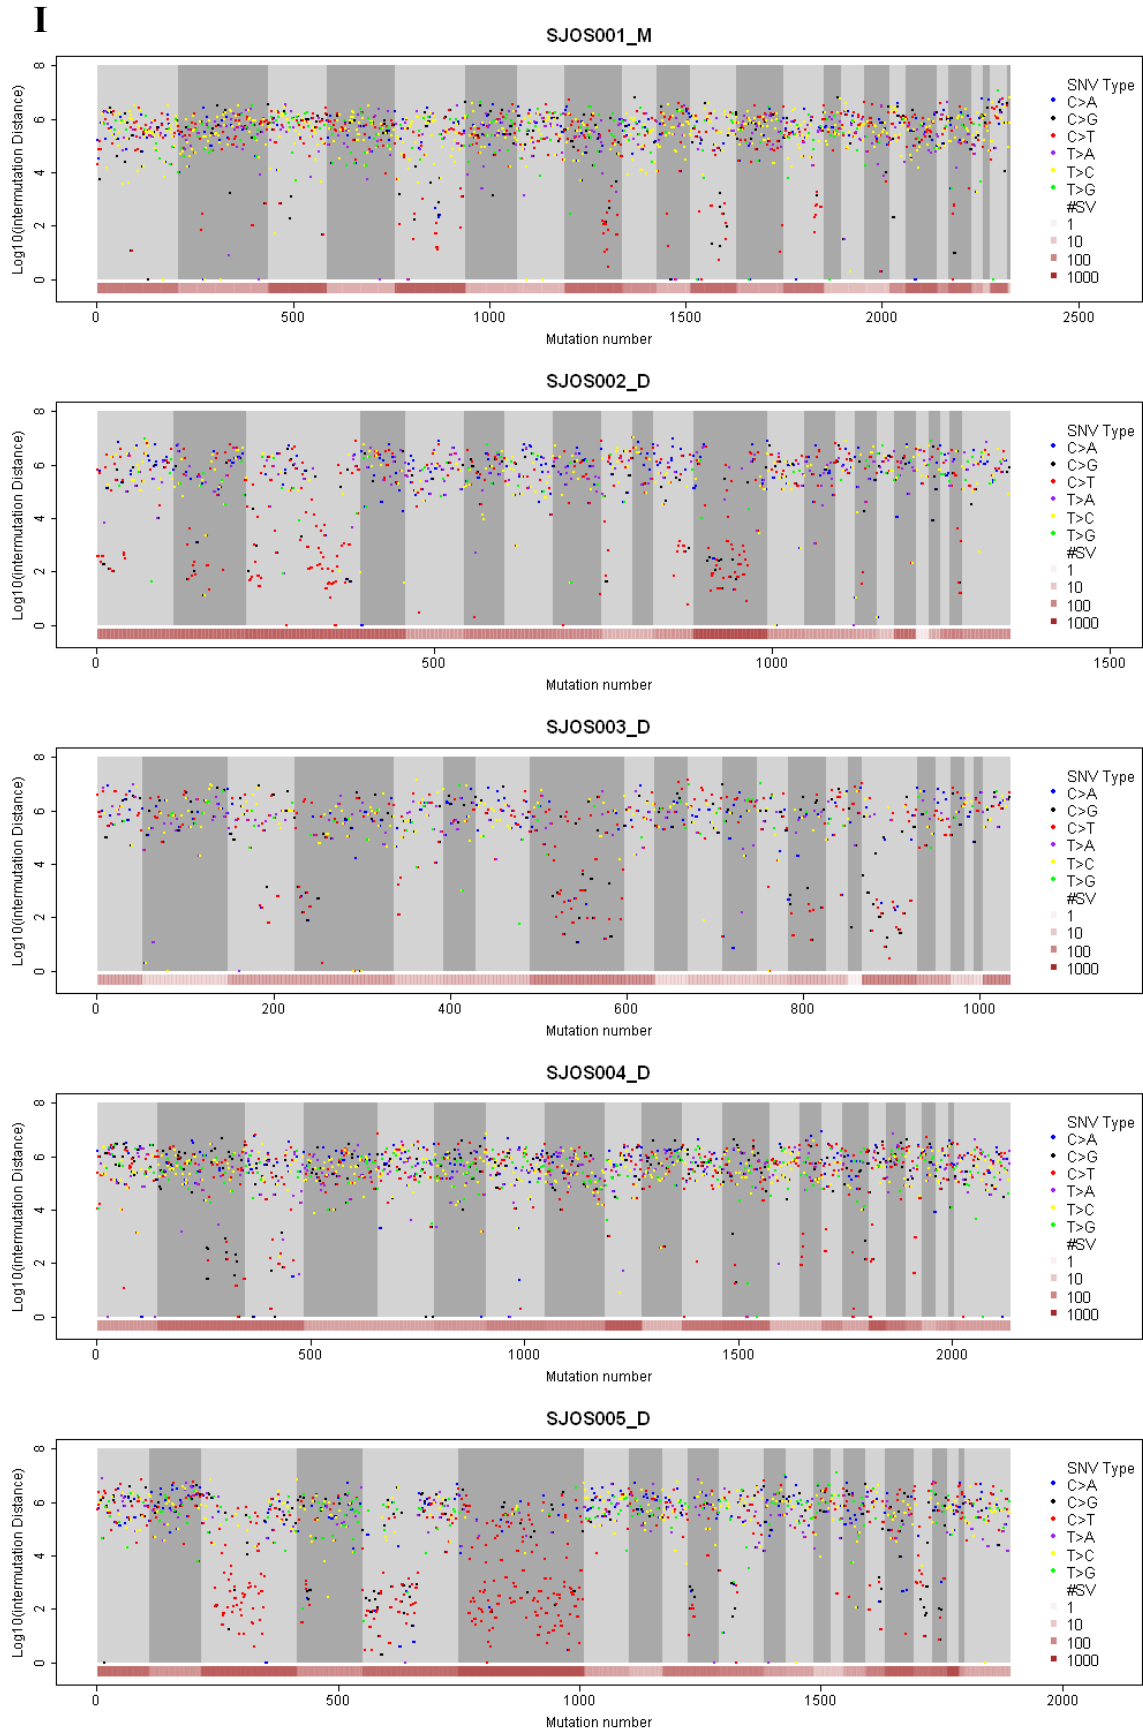 I
SJOS001_M
Log10(intermutation Distance)
8
6
4
2
0
SNV Type
C>A
C>G
C>T
T>A
T>C
T>G
#SV
1
10
100
1000
0 500 1000 1500 2000 2500
Mutation number
SJOS002_D
Log10(intermutation Distance)
8
6
4
2
0
SNV Type
C>A
C>G
C>T
T>A
T>C
T>G
#SV
1
10
100
1000
0 500 1000 1500
Mutation number
SJOS003_D
Log10(intermutation Distance)
8
6
4
2
0
SNV Type
C>A
C>G
C>T
T>A
T>C
T>G
#SV
1
10
100
1000
0 200 400 600 800 1000
Mutation number
SJOS004_D
Log10(intermutation Distance)
8
6
4
2
0
SNV Type
C>A
C>G
C>T
T>A
T>C
T>G
#SV
1
10
100
1000
0 500 1000 1500 2000
Mutation number
SJOS005_D
Log10(intermutation Distance)
8
6
4
2
0
SNV Type
C>A
C>G
C>T
T>A
T>C
T>G
#SV
1
10
100
1000
0 500 1000 1500 2000
Mutation number